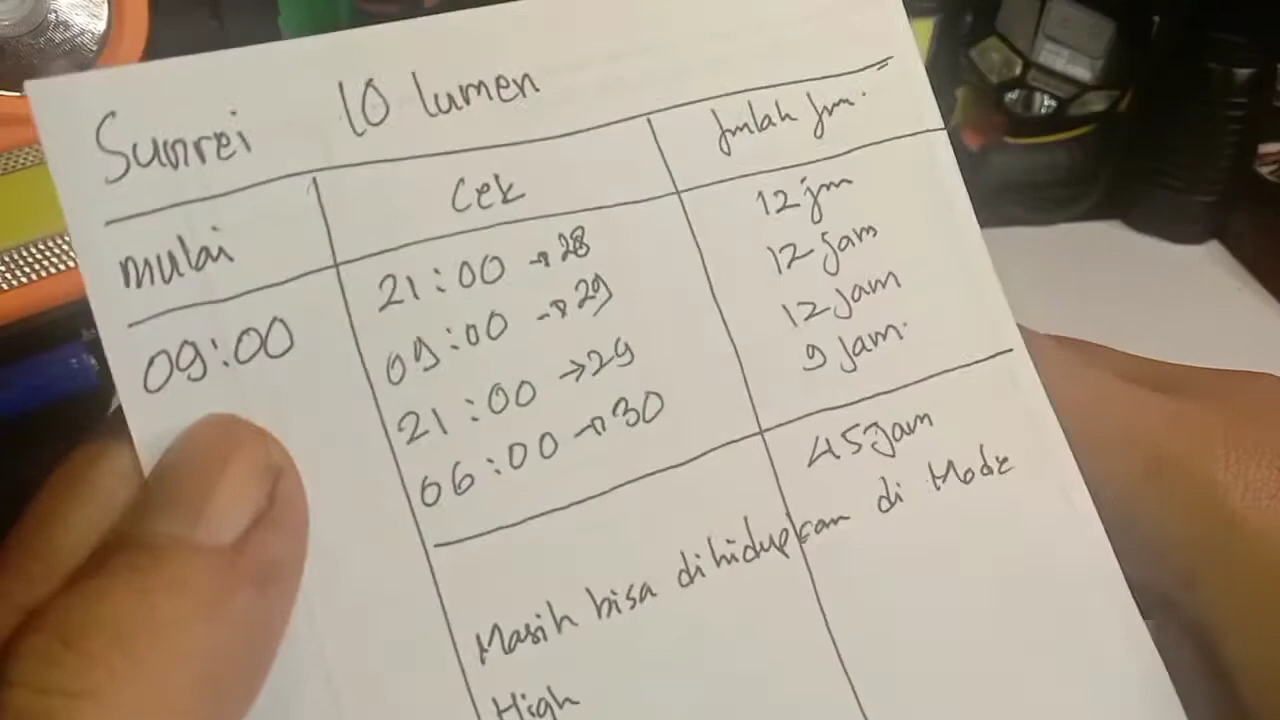 Sunrei 10 lumen
mulai Cek Jmlah Jm.
09:00 21:00 → 28 12 jm
09:00 → 29 12 jam
21:00 → 29 12 jam
06:00 → 30 9 jam.
45 Jam
Masih bisa dihidupkan di Mode
High